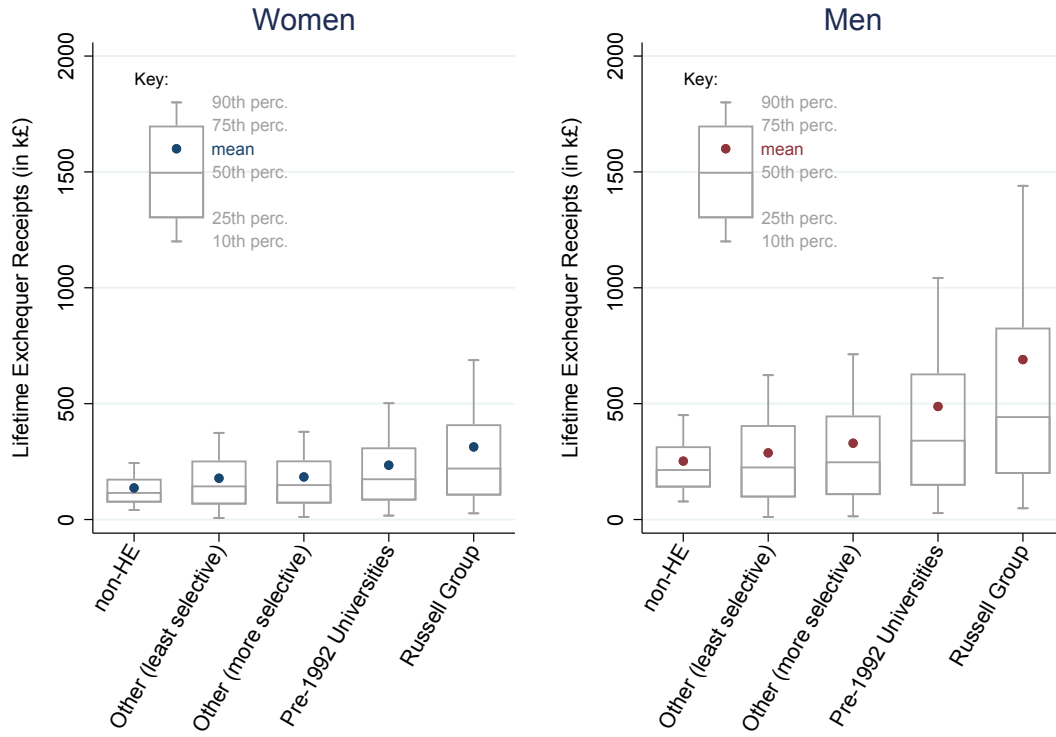 Women
Lifetime Exchequer Receipts (in k£)
2000
1500
1000
500
0
Key:
90th perc.
75th perc.
mean
50th perc.
25th perc.
10th perc.
non-HE
Other (least selective)
Other (more selective)
Pre-1992 Universities
Russell Group
Men
Lifetime Exchequer Receipts (in k£)
2000
1500
1000
500
0
Key:
90th perc.
75th perc.
mean
50th perc.
25th perc.
10th perc.
non-HE
Other (least selective)
Other (more selective)
Pre-1992 Universities
Russell Group